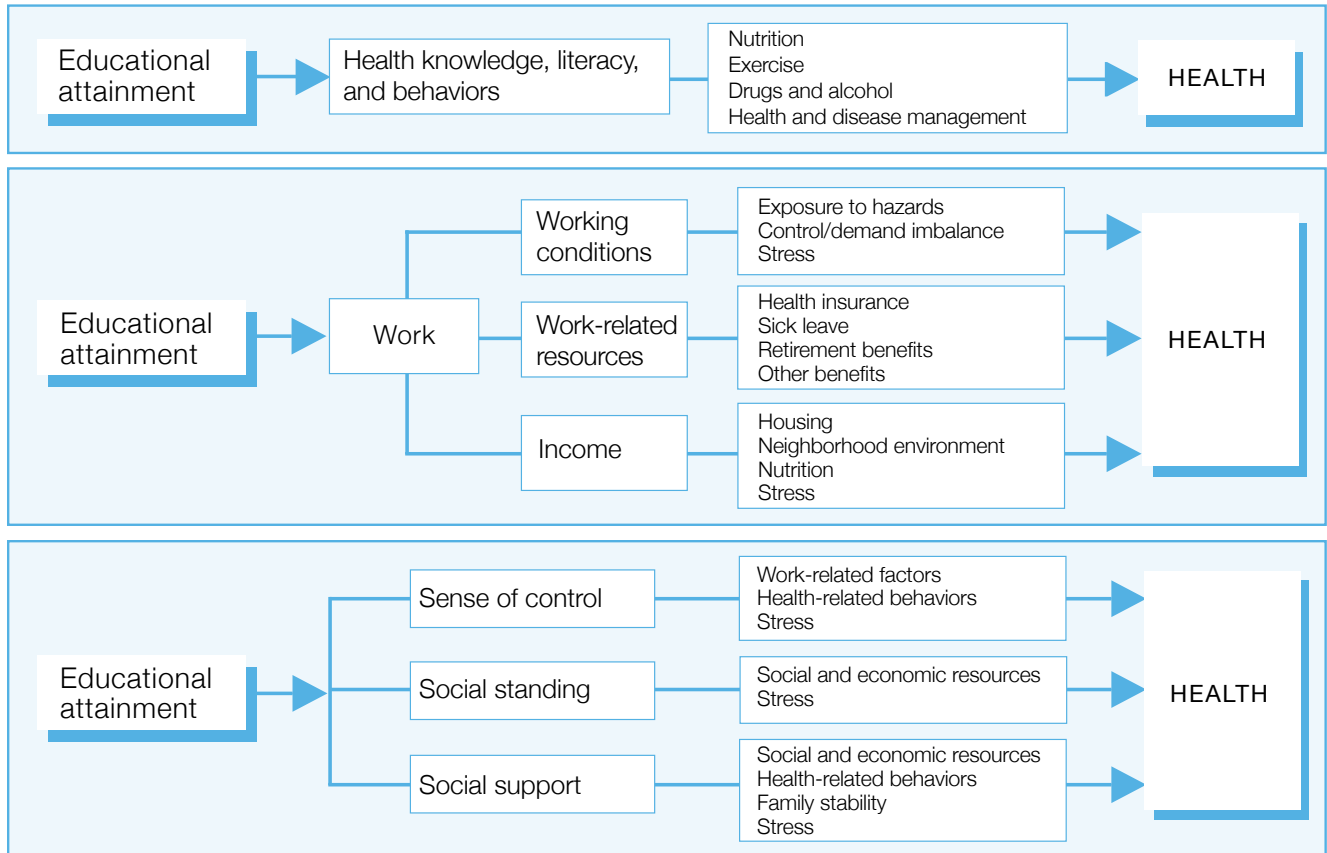 Educational
attainment
Health knowledge, literacy,
and behaviors
Nutrition
Exercise
Drugs and alcohol
Health and disease management
HEALTH
Educational
attainment
Work
Working
conditions
Exposure to hazards
Control/demand imbalance
Stress
Work-related
resources
Health insurance
Sick leave
Retirement benefits
Other benefits
Income
Housing
Neighborhood environment
Nutrition
Stress
HEALTH
Educational
attainment
Sense of control
Work-related factors
Health-related behaviors
Stress
Social standing
Social and economic resources
Stress
Social support
Social and economic resources
Health-related behaviors
Family stability
Stress
HEALTH